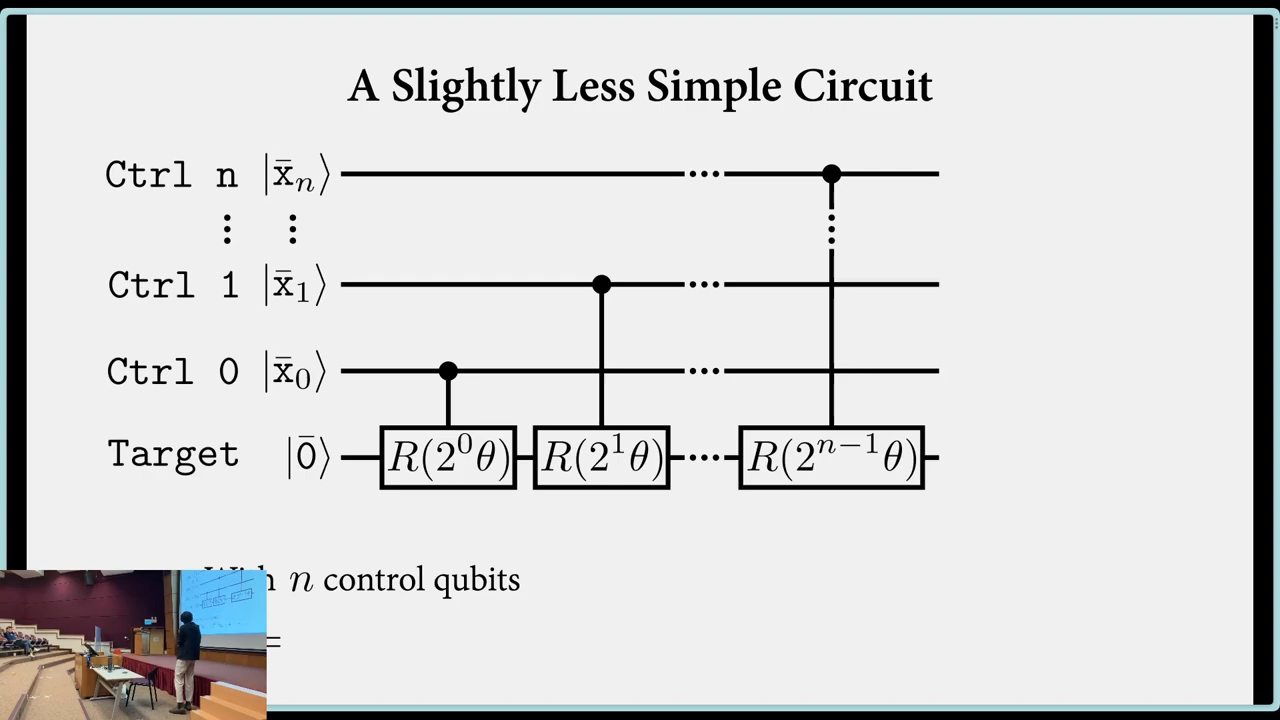 A Slightly Less Simple Circuit
Ctrl n |x̄ₙ⟩
⋮ ⋮
Ctrl 1 |x̄₁⟩
Ctrl 0 |x̄₀⟩
Target |0̄⟩ R(2⁰θ) R(2¹θ) ... R(2ⁿ⁻¹θ)
n control qubits
=